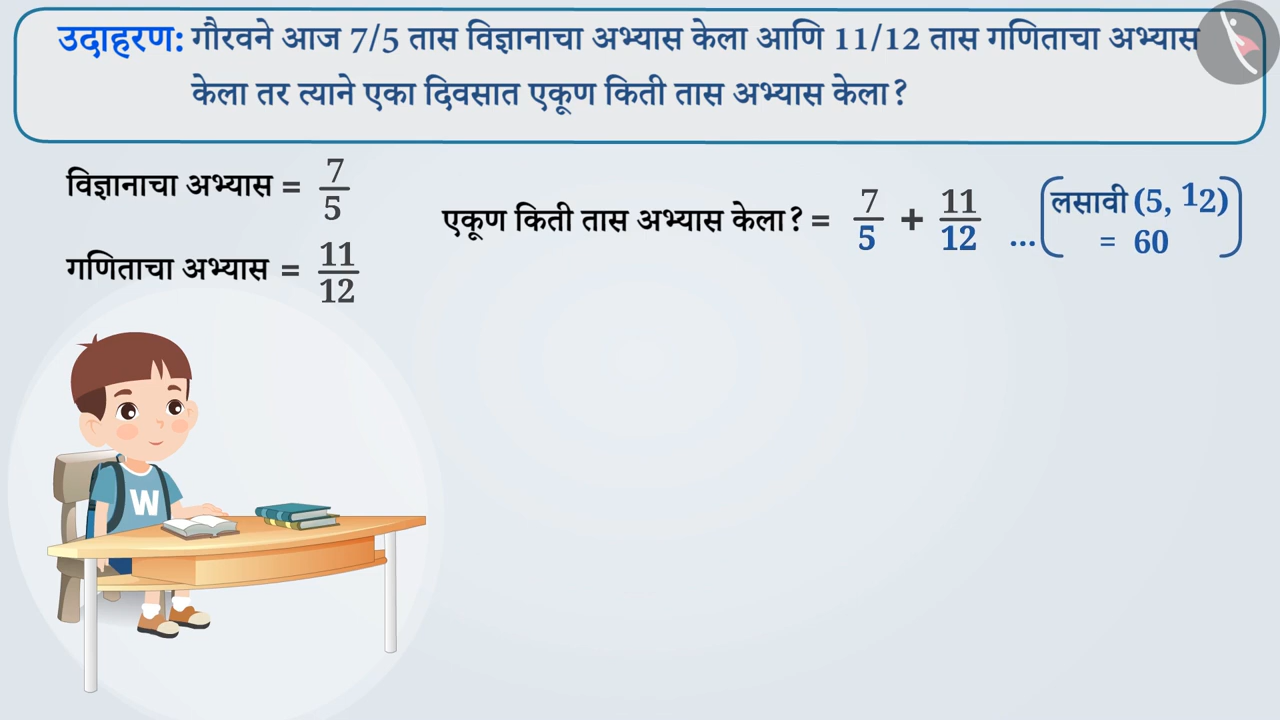 उदाहरण: गौरवने आज 7/5 तास विज्ञानाचा अभ्यास केला आणि 11/12 तास गणिताचा अभ्यास
केला तर त्याने एका दिवसात एकूण किती तास अभ्यास केला?
विज्ञानाचा अभ्यास = 7/5
गणिताचा अभ्यास = 11/12
एकूण किती तास अभ्यास केला? = 7/5 + 11/12 ...(लसावी (5, 12)
= 60)
W